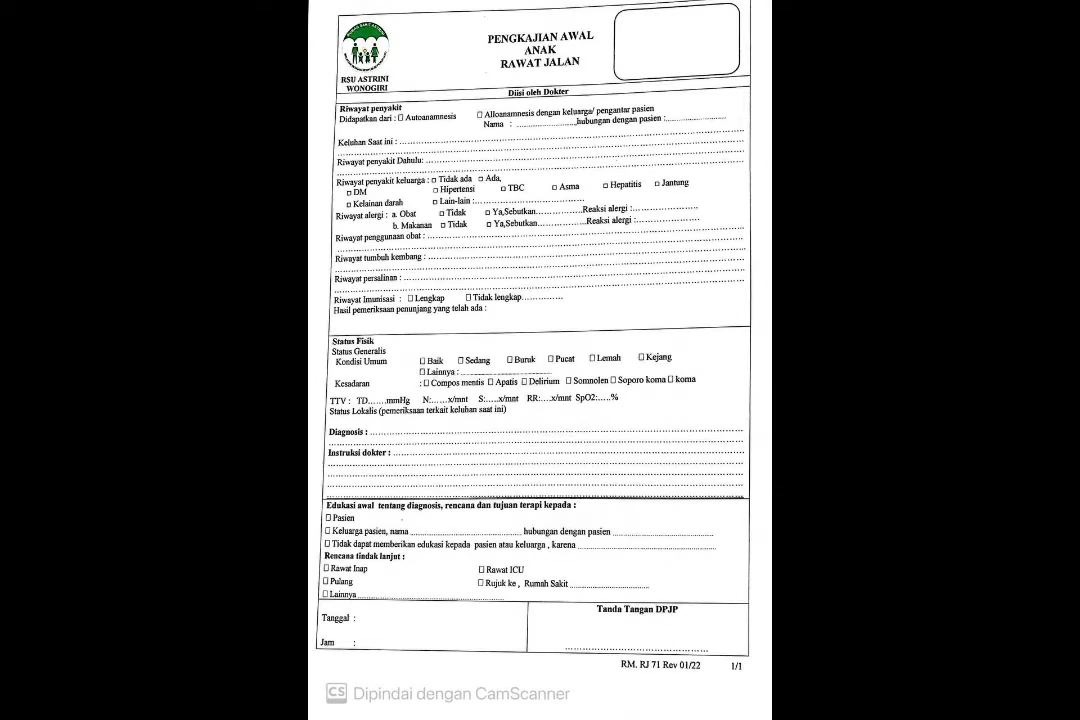 PENGKAJIAN AWAL
ANAK
RAWAT JALAN
RSU ASTRINI
WONOGIRI
Diisi oleh Dokter
Riwayat penyakit
Didapatkan dari : □ Autoanamnesis □ Alloanamnesis dengan keluarga/ pengantar pasien
Nama : ........................hubungan dengan pasien :........................
Keluhan Saat ini : ........................
Riwayat penyakit Dahulu: ........................
Riwayat penyakit keluarga : □ Tidak ada □ Ada,
□ DM □ Hipertensi □ TBC □ Asma □ Hepatitis □ Jantung
□ Kelainan darah □ Lain-lain :........................
Riwayat alergi : a. Obat □ Tidak □ Ya,Sebutkan...............Reaksi alergi :....................
b. Makanan □ Tidak □ Ya,Sebutkan...............Reaksi alergi :....................
Riwayat penggunaan obat : ........................
Riwayat tumbuh kembang : ........................
Riwayat persalinan : ........................
Riwayat Imunisasi : □ Lengkap □ Tidak lengkap...............
Hasil pemeriksaan penunjang yang telah ada :
Status Fisik
Status Generalis
Kondisi Umum □ Baik □ Sedang □ Buruk □ Pucat □ Lemah □ Kejang
□ Lainnya : ........................
Kesadaran : □ Compos mentis □ Apatis □ Delirium □ Somnolen □ Soporo koma □ koma
TTV : TD.......mmHg N:......x/mnt S:.....x/mnt RR:....x/mnt SpO2:.....%
Status Lokalis (pemeriksaan terkait keluhan saat ini)
Diagnosis : ........................
Instruksi dokter : ........................
Edukasi awal tentang diagnosis, rencana dan tujuan terapi kepada :
□ Pasien
□ Keluarga pasien, nama ........................ hubungan dengan pasien ........................
□ Tidak dapat memberikan edukasi kepada pasien atau keluarga , karena ........................
Rencana tindak lanjut :
□ Rawat Inap □ Rawat ICU
□ Pulang □ Rujuk ke , Rumah Sakit ........................
□ Lainnya ........................
Tanggal :
Tanda Tangan DPJP
Jam :
........................
RM. RJ 71 Rev 01/22 1/1
CS Dipindai dengan CamScanner